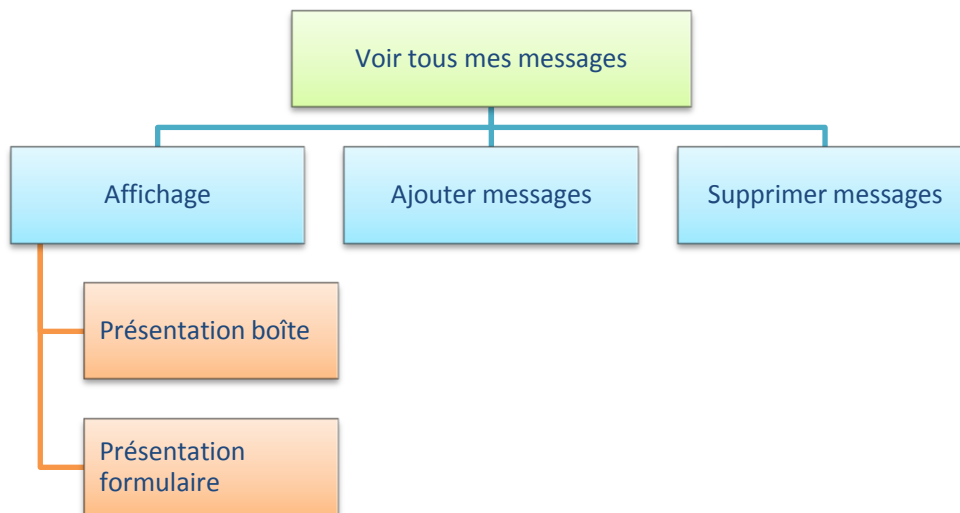 Voir tous mes messages
Affichage
Ajouter messages
Supprimer messages
Présentation boîte
Présentation
formulaire